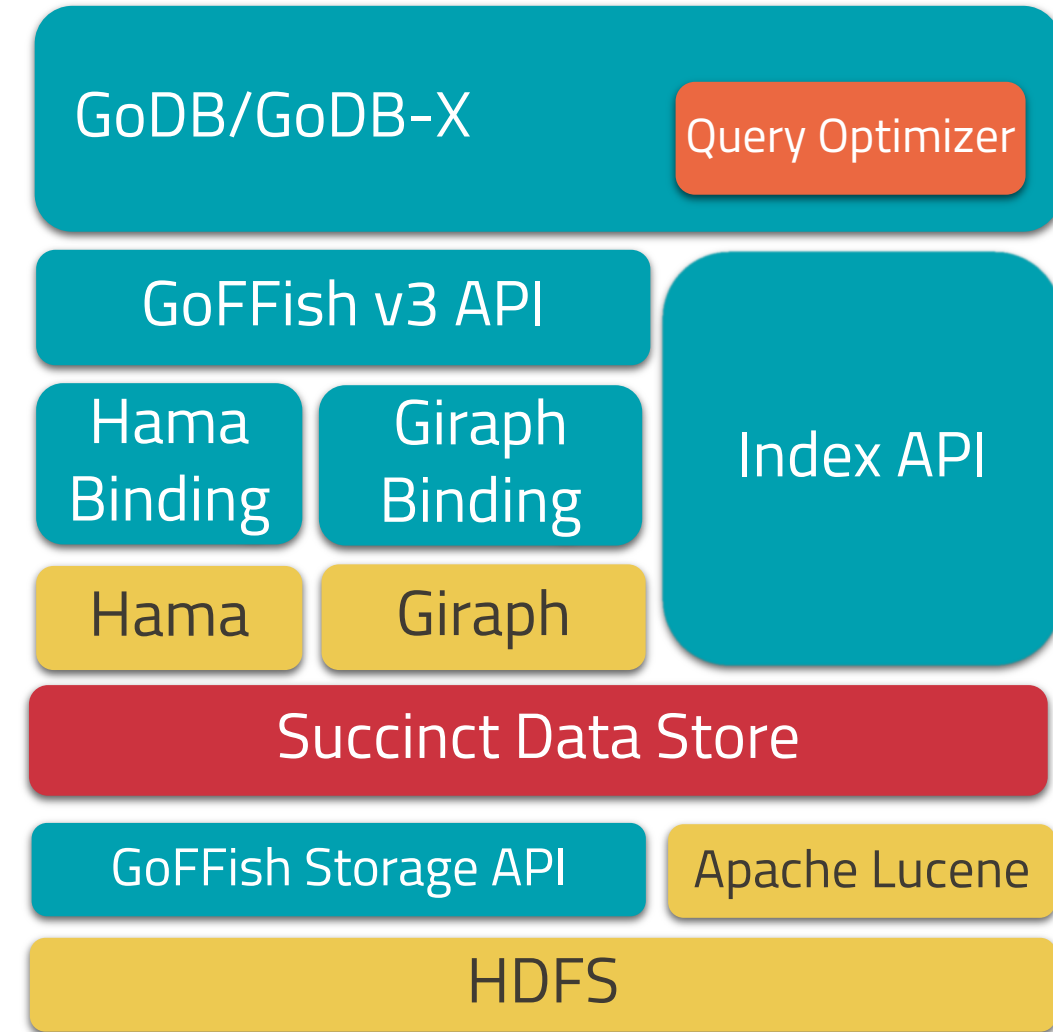 GoDB/GoDB-X
Query Optimizer
GoFFish v3 API
Hama
Binding
Giraph
Binding
Index API
Hama
Giraph
Succinct Data Store
GoFFish Storage API
Apache Lucene
HDFS